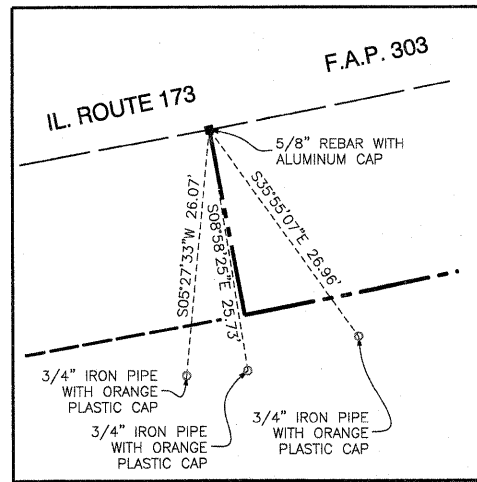 F.A.P. 303
IL. ROUTE 173
5/8" REBAR WITH
ALUMINUM CAP
S05°27'33"W 26.07'
S08°58'25"E 25.73'
S35°55'07"E 26.96'
3/4" IRON PIPE
WITH ORANGE
PLASTIC CAP
3/4" IRON PIPE
WITH ORANGE
PLASTIC CAP
3/4" IRON PIPE
WITH ORANGE
PLASTIC CAP